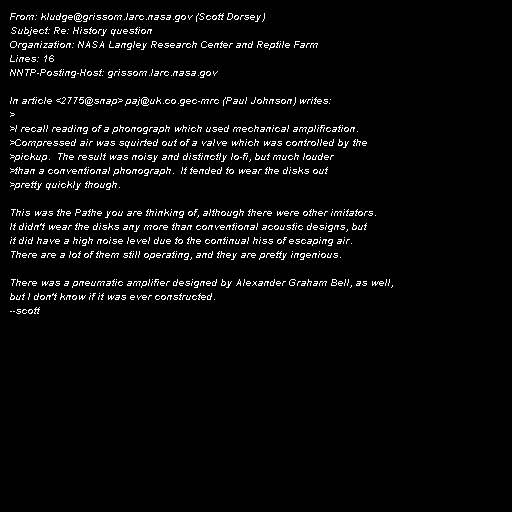 From: kludge@grissom.larc.nasa.gov (Scott Dorsey)
Subject: Re: History question
Organization: NASA Langley Research Center and Reptile Farm
Lines: 16
NNTP-Posting-Host: grissom.larc.nasa.gov

In article <2775@snap> paj@uk.co.gec-mrc (Paul Johnson) writes:
>
>I recall reading of a phonograph which used mechanical amplification.
>Compressed air was squirted out of a valve which was controlled by the
>pickup.  The result was noisy and distinctly lo-fi, but much louder
>than a conventional phonograph.  It tended to wear the disks out
>pretty quickly though.

This was the Pathe you are thinking of, although there were other imitators.
It didn't wear the disks any more than conventional acoustic designs, but
it did have a high noise level due to the continual hiss of escaping air.
There are a lot of them still operating, and they are pretty ingenious.

There was a pneumatic amplifier designed by Alexander Graham Bell, as well,
but I don't know if it was ever constructed.
--scott